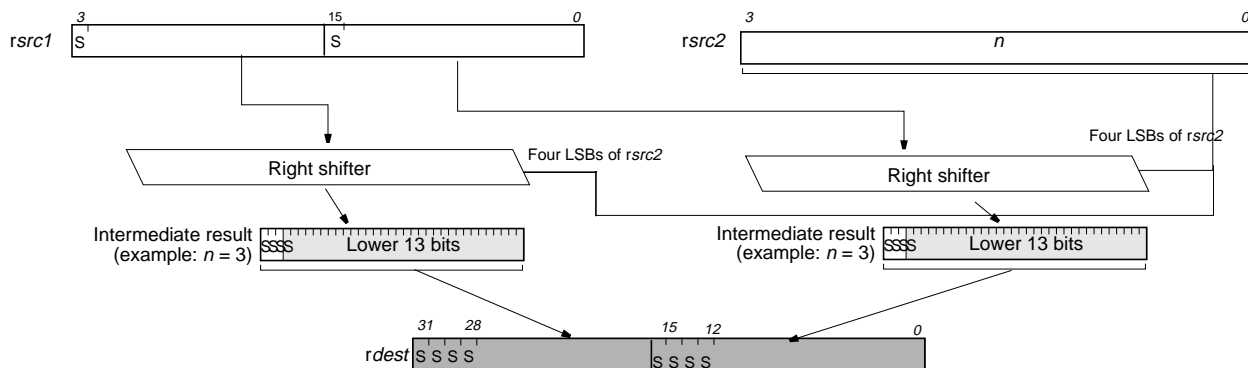 3 15 0 3 0
rsrc1 S S rsrc2 n
Four LSBs of rsrc2
Four LSBs of rsrc2
Right shifter
Right shifter
Intermediate result
(example: n = 3)
SSSS Lower 13 bits
Intermediate result
(example: n = 3)
SSSS Lower 13 bits
31 28 15 12 0
rdest S S S S S S S S